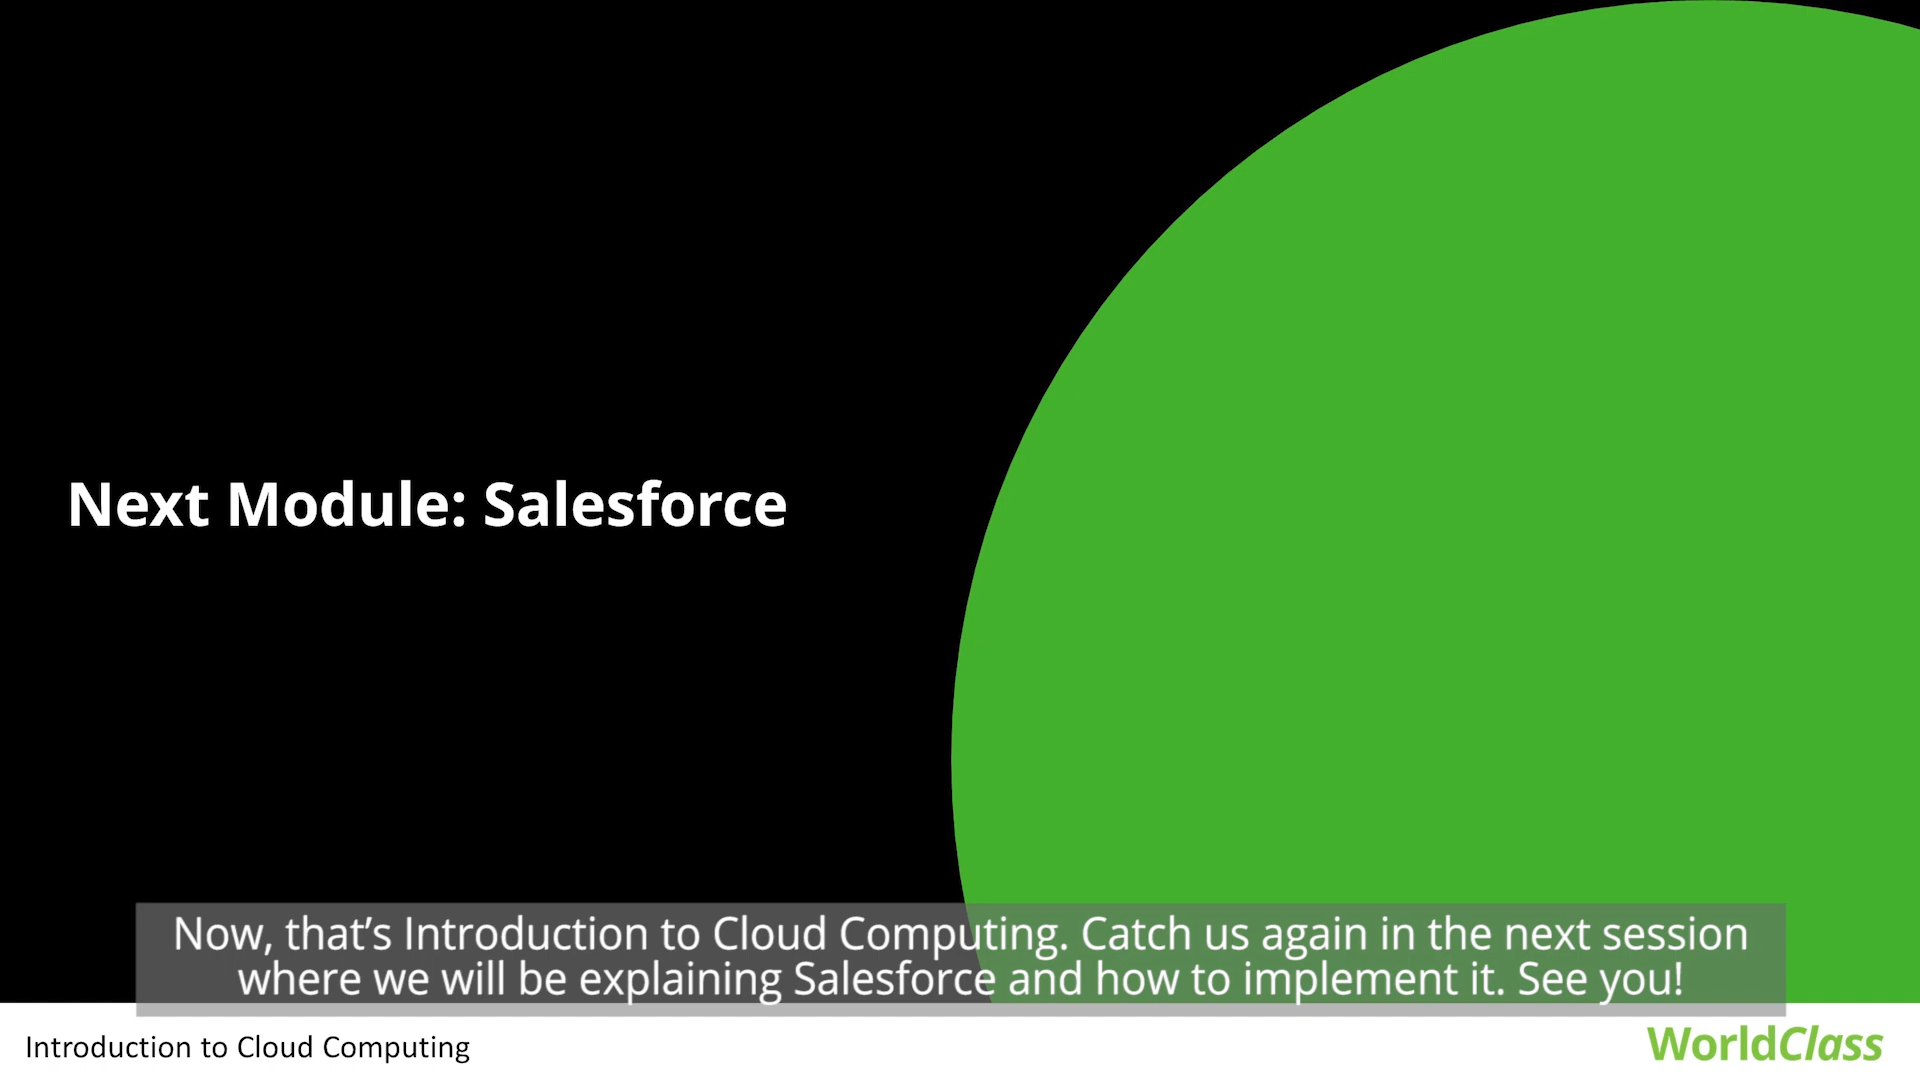 Next Module: Salesforce
Now, that’s Introduction to Cloud Computing. Catch us again in the next session
where we will be explaining Salesforce and how to implement it. See you!
Introduction to Cloud Computing
WorldClass